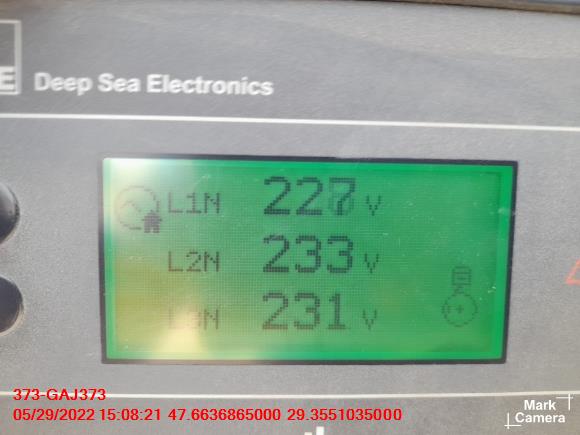 Deep Sea Electronics
L1N 227 V
L2N 233 V
L3N 231 V
373-GAJ373
05/29/2022 15:08:21 47.6636865000 29.3551035000
Mark
Camera